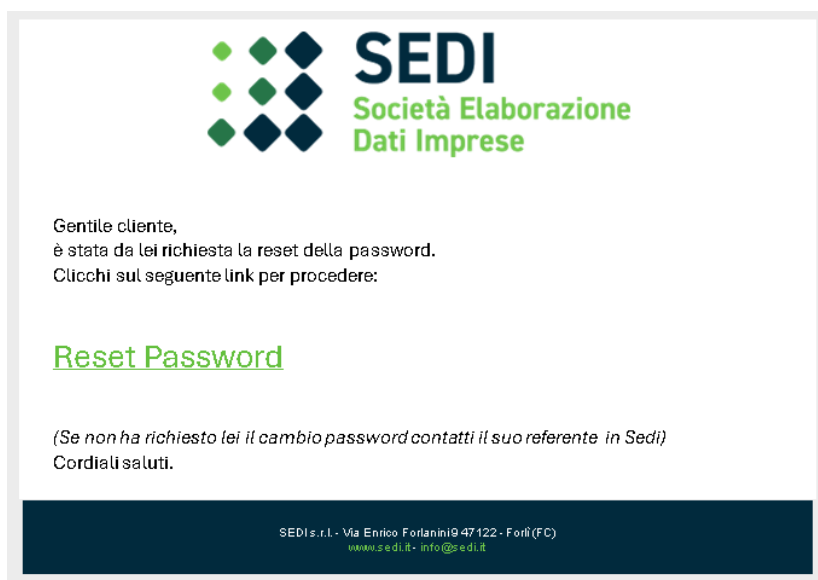 SEDI
Società Elaborazione
Dati Imprese
Gentile cliente,
è stata da lei richiesta la reset della password.
Clicchi sul seguente link per procedere:
Reset Password
(Se non ha richiesto lei il cambio password contatti il suo referente in Sedi)
Cordiali saluti.
SEDI s.r.l. - Via Enrico Forlanini 9 47122 - Forlì (FC)
www.sedi.it - info@sedi.it